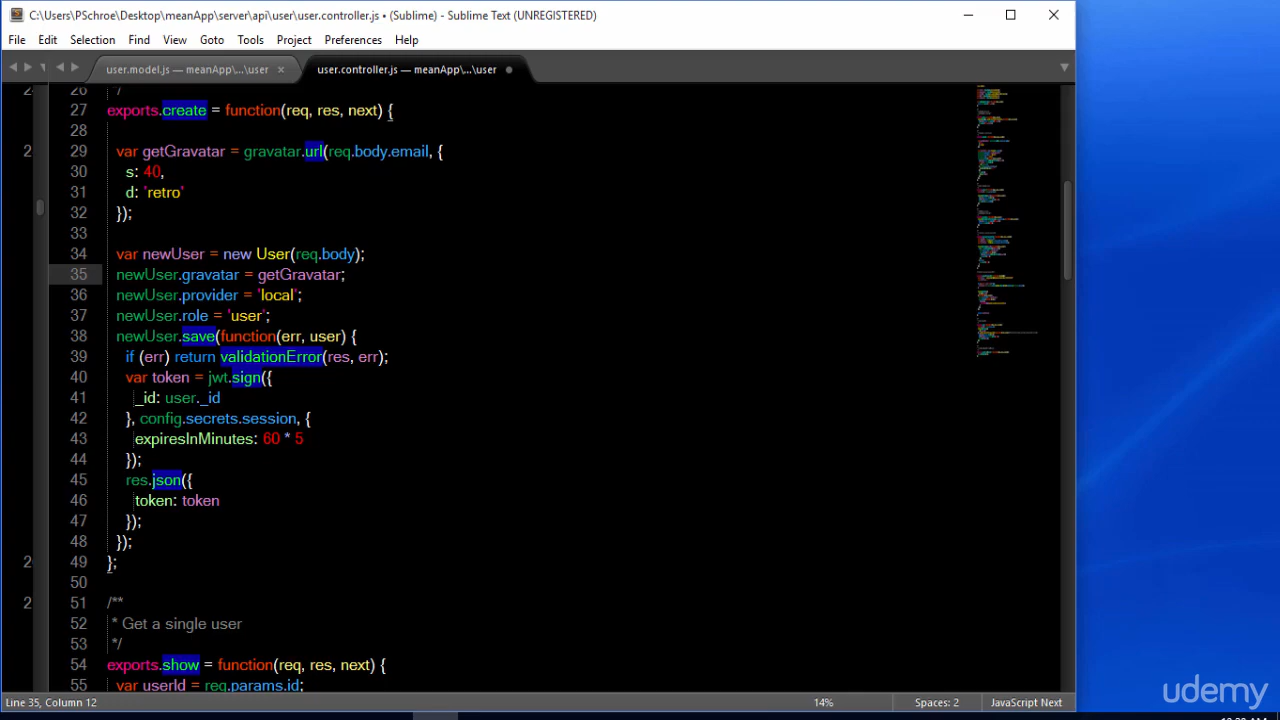 C:\Users\PSchroe\Desktop\meanApp\server\api\user\user.controller.js • (Sublime) - Sublime Text (UNREGISTERED)
File Edit Selection Find View Goto Tools Project Preferences Help
user.model.js — meanApp\...\user × user.controller.js — meanApp\...\user
26 */
27 exports.create = function(req, res, next) {
28
2 29 var getGravatar = gravatar.url(req.body.email, {
30 s: 40,
31 d: 'retro'
32 });
33
34 var newUser = new User(req.body);
35 newUser.gravatar = getGravatar;
36 newUser.provider = 'local';
37 newUser.role = 'user';
38 newUser.save(function(err, user) {
39 if (err) return validationError(res, err);
40 var token = jwt.sign({
41 _id: user._id
42 }, config.secrets.session, {
43 expiresInMinutes: 60 * 5
44 });
45 res.json({
46 token: token
47 });
48 });
2 49 };
50
2 51 /**
52 * Get a single user
53 */
54 exports.show = function(req, res, next) {
55 var userId = req.params.id;
Line 35, Column 12 14% Spaces: 2 JavaScript Next
udemy